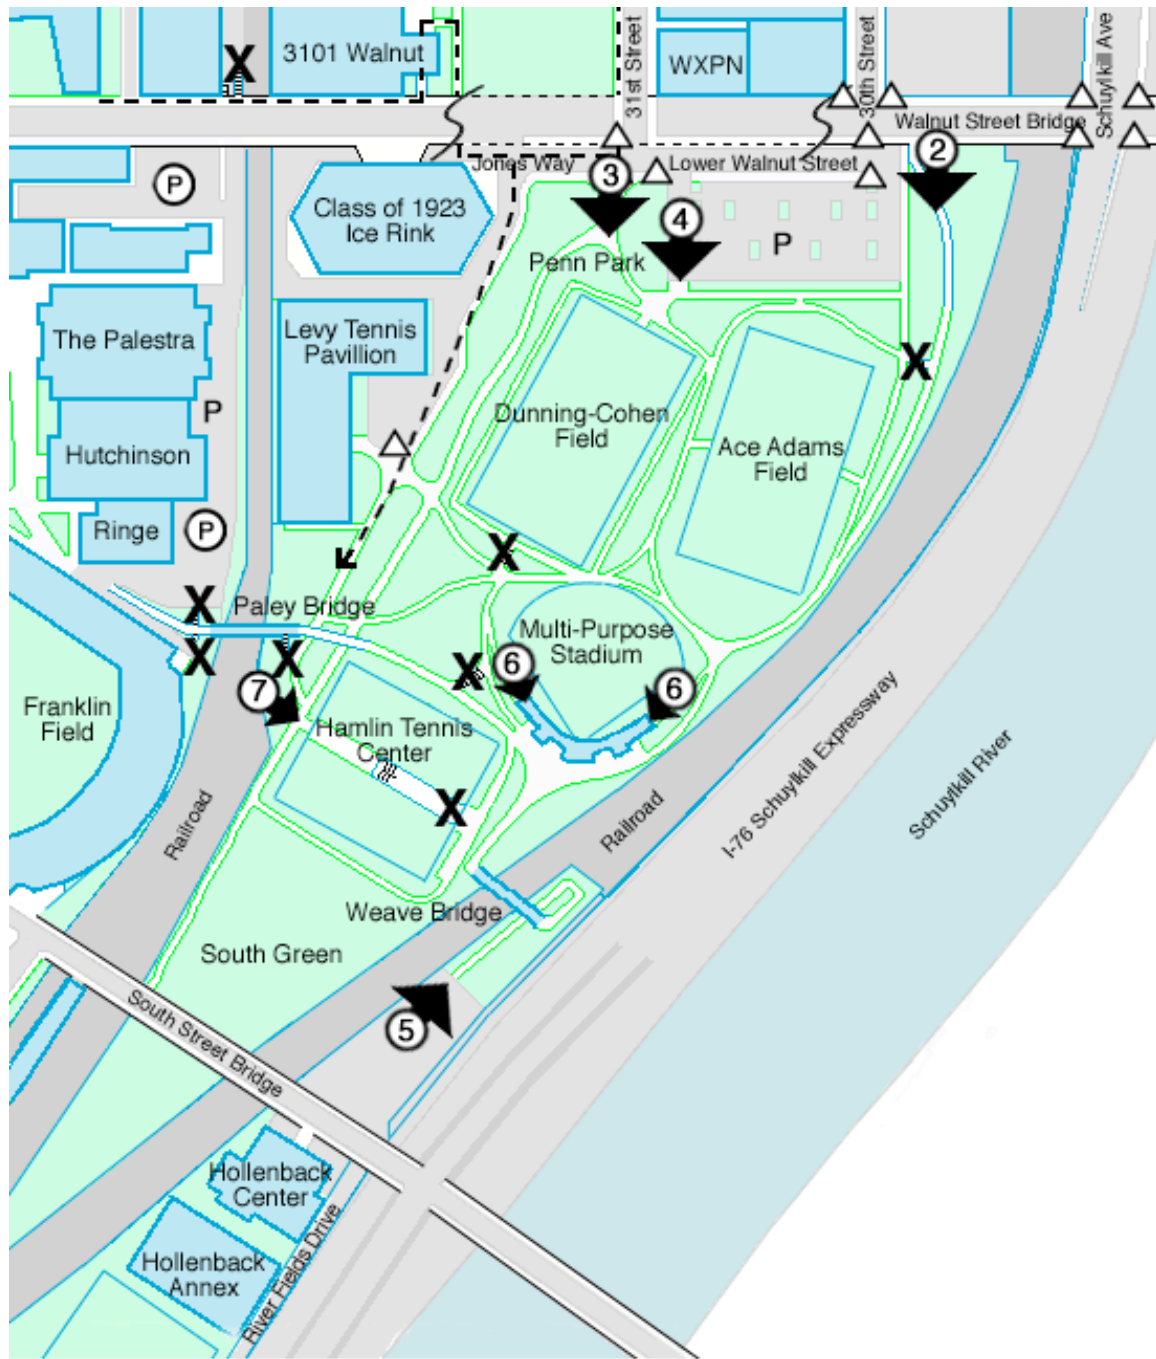 3101 Walnut
X
31st Street
WXPN
30th Street
Schuylkill Ave
Walnut Street Bridge
2
Jones Way
Lower Walnut Street
3
4
P
Class of 1923
Ice Rink
Penn Park
P
The Palestra
Levy Tennis
Pavillion
X
P
Dunning-Cohen
Field
Ace Adams
Field
Hutchinson
Ringe
P
X
X
Paley Bridge
Multi-Purpose
Stadium
X
X
X
6
6
7
Franklin
Field
Hamlin Tennis
Center
X
Railroad
Railroad
I-76 Schuylkill Expressway
Schuylkill River
Weave Bridge
South Green
5
South Street Bridge
Hollenback
Center
Hollenback
Annex
River Fields Drive